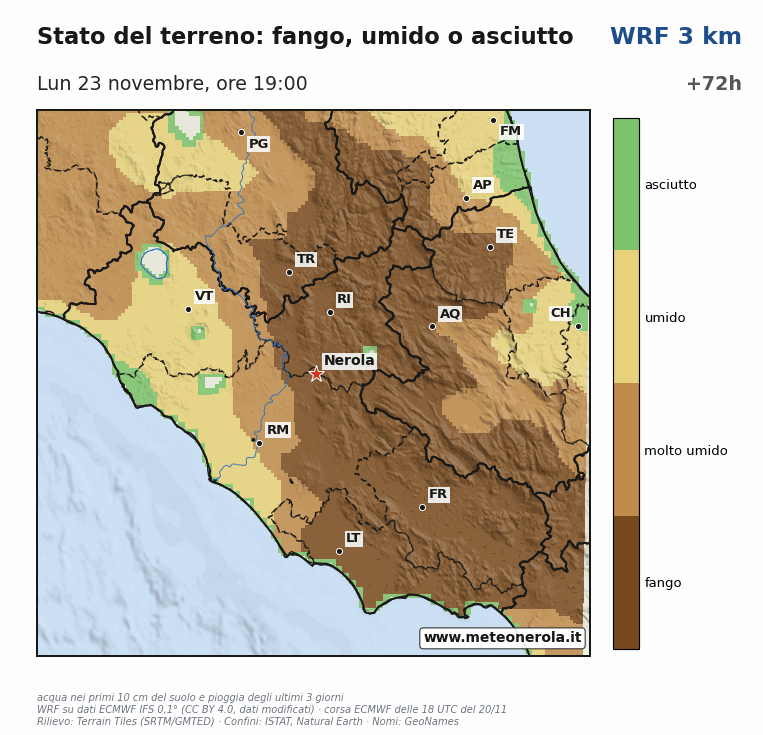 Stato del terreno: fango, umido o asciutto
WRF 3 km
Lun 23 novembre, ore 19:00
+72h
FM
PG
asciutto
AP
TE
TR
VT
RI
AQ
CH
umido
Nerola
RM
molto umido
FR
LT
fango
www.meteonerola.it
acqua nei primi 10 cm del suolo e pioggia degli ultimi 3 giorni
WRF su dati ECMWF IFS 0,1° (CC BY 4.0, dati modificati) · corsa ECMWF delle 18 UTC del 20/11
Rilievo: Terrain Tiles (SRTM/GMTED) · Confini: ISTAT, Natural Earth · Nomi: GeoNames